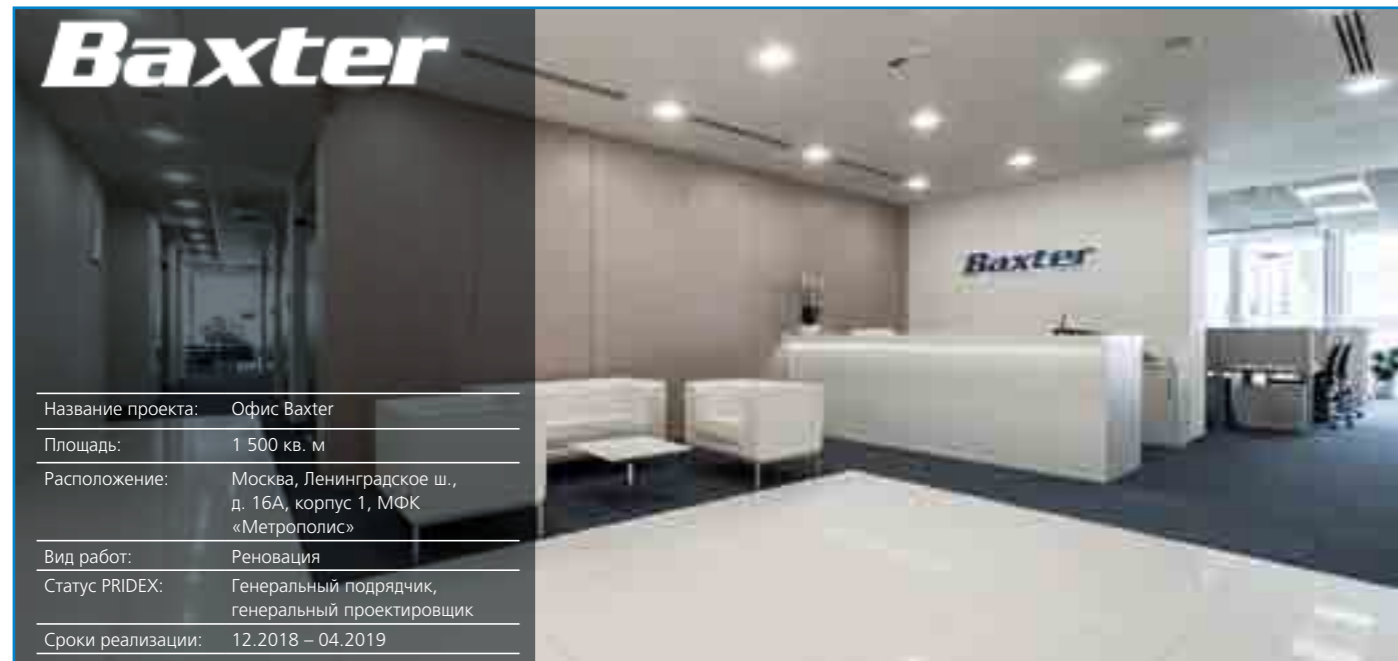 Baxter
Baxter
Название проекта: Офис Baxter
Площадь: 1 500 кв. м
Расположение: Москва, Ленинградское ш.,
д. 16А, корпус 1, МФК
«Метрополис»
Вид работ: Реновация
Статус PRIDEX: Генеральный подрядчик,
генеральный проектировщик
Сроки реализации: 12.2018 – 04.2019